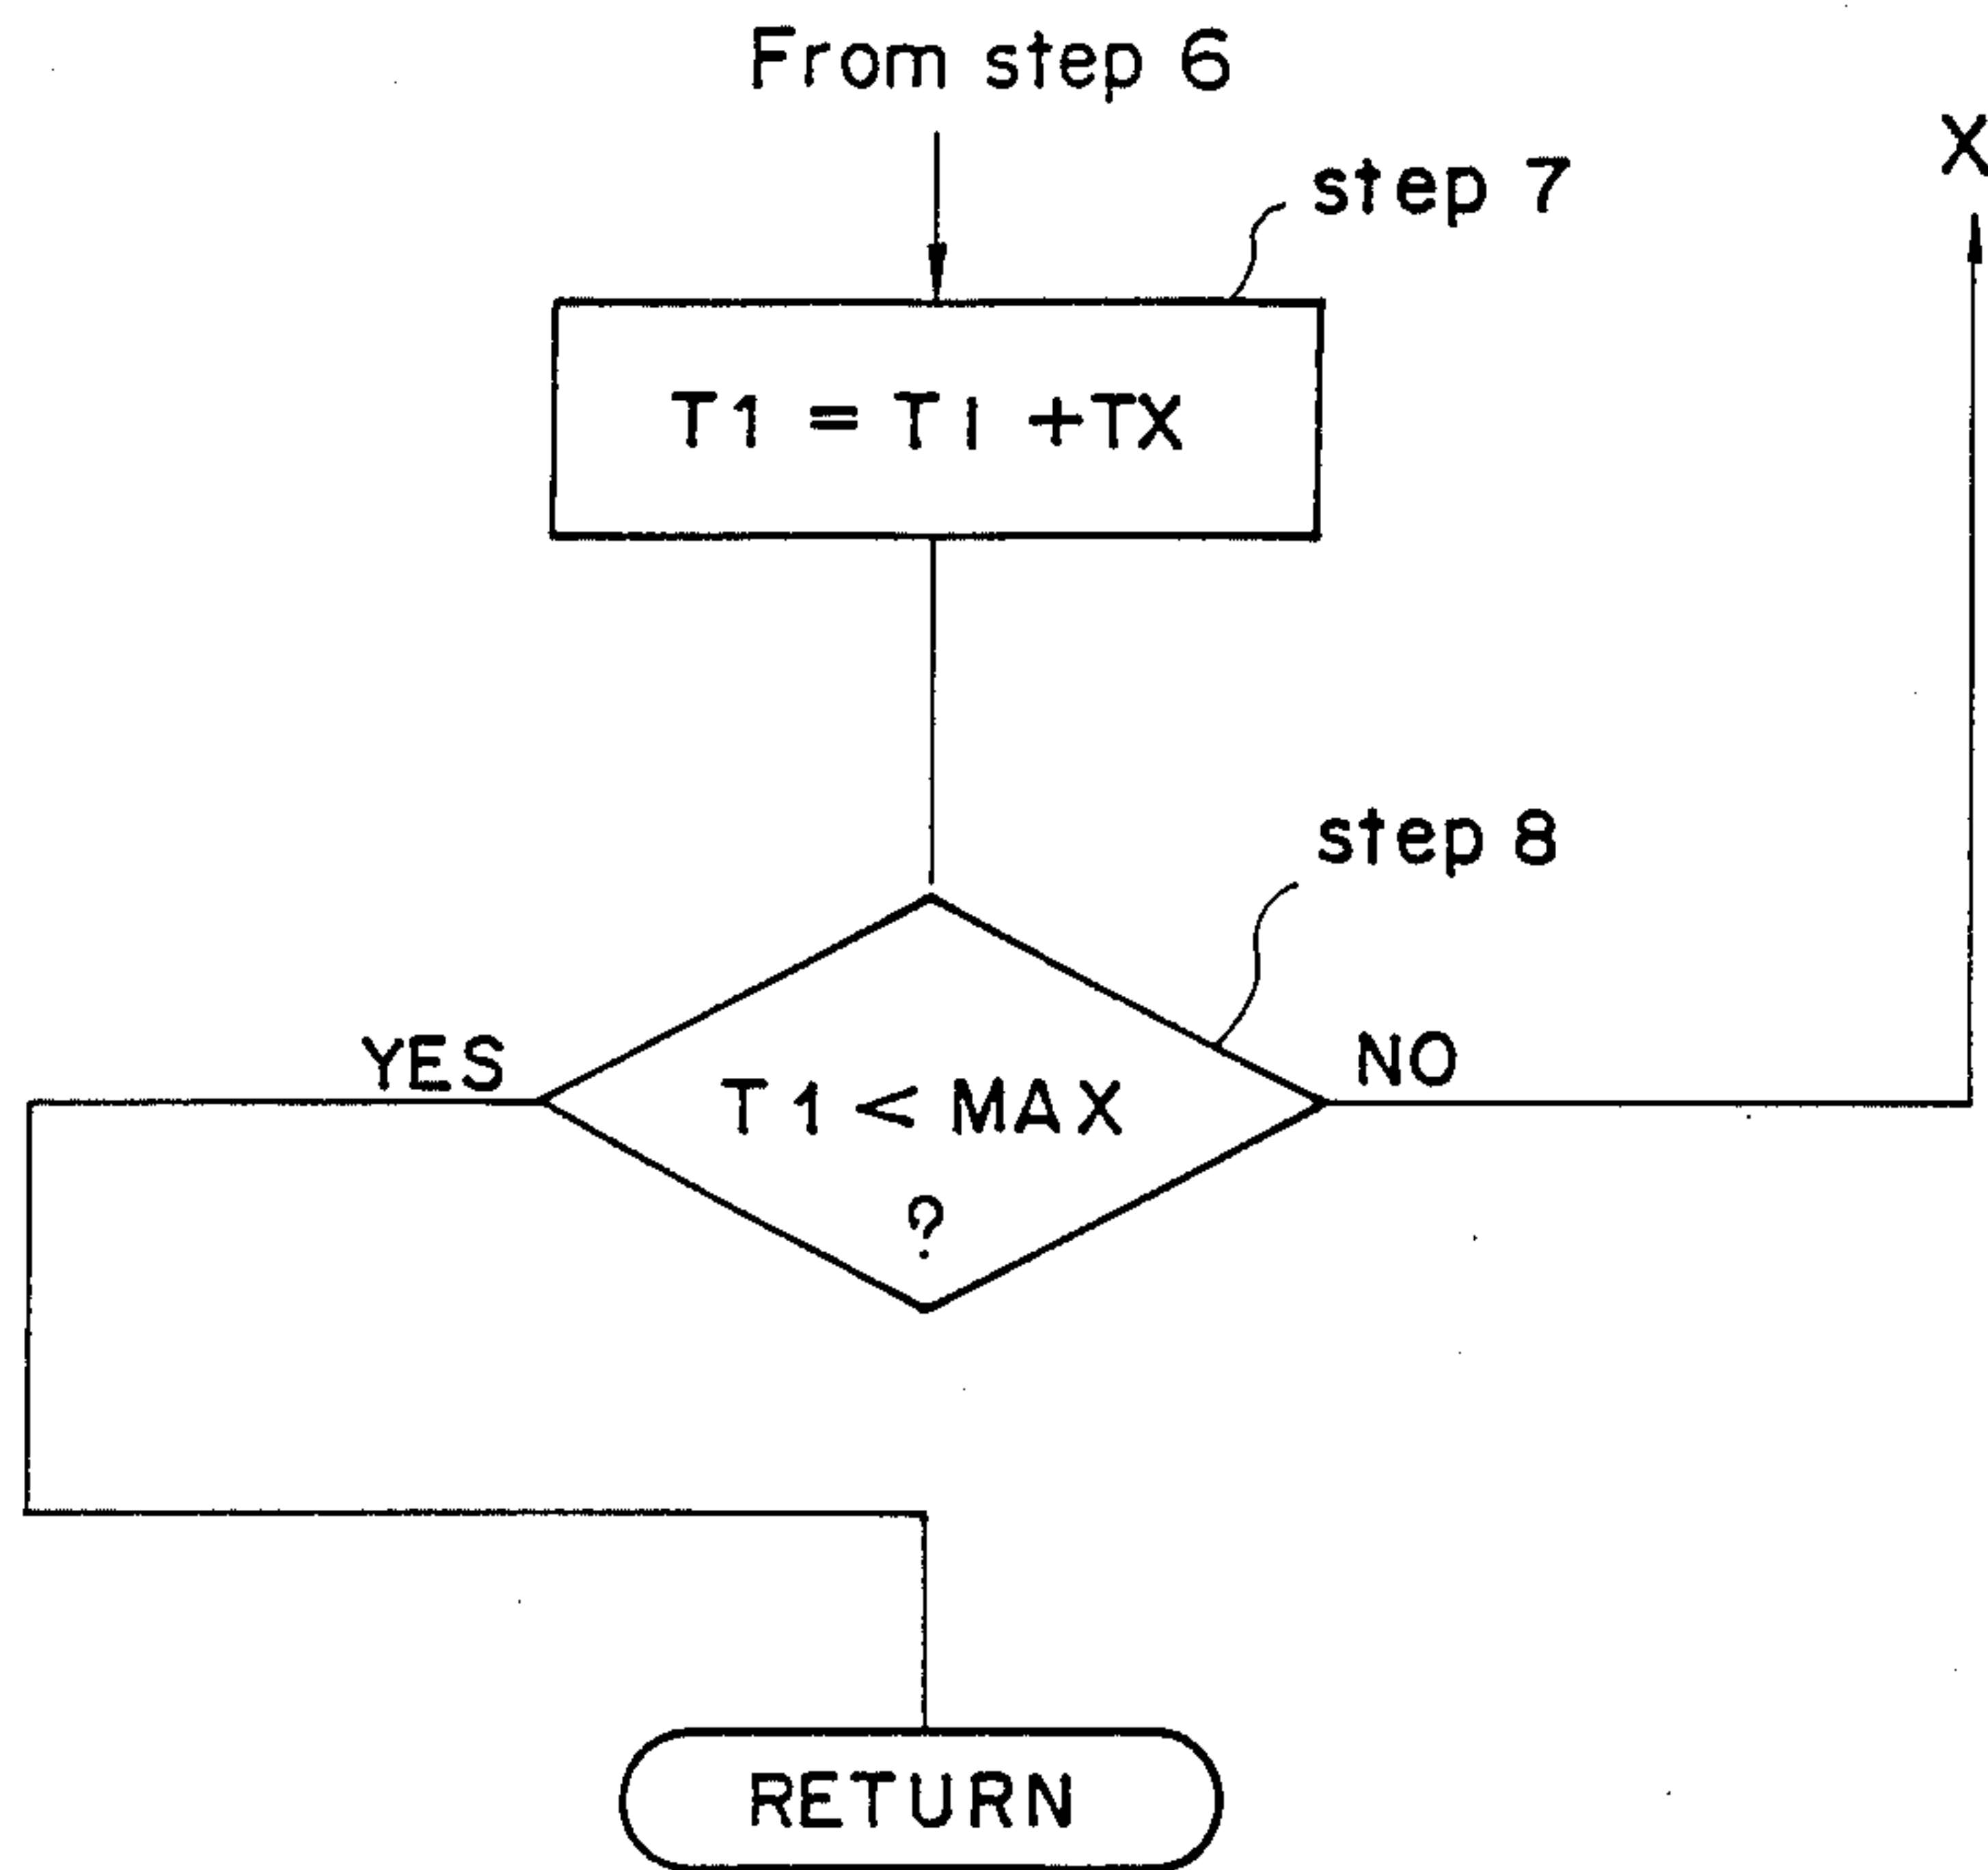 From step 6
X
step 7
T1 = T1 +TX
step 8
YES
NO
T1 < MAX
?
RETURN